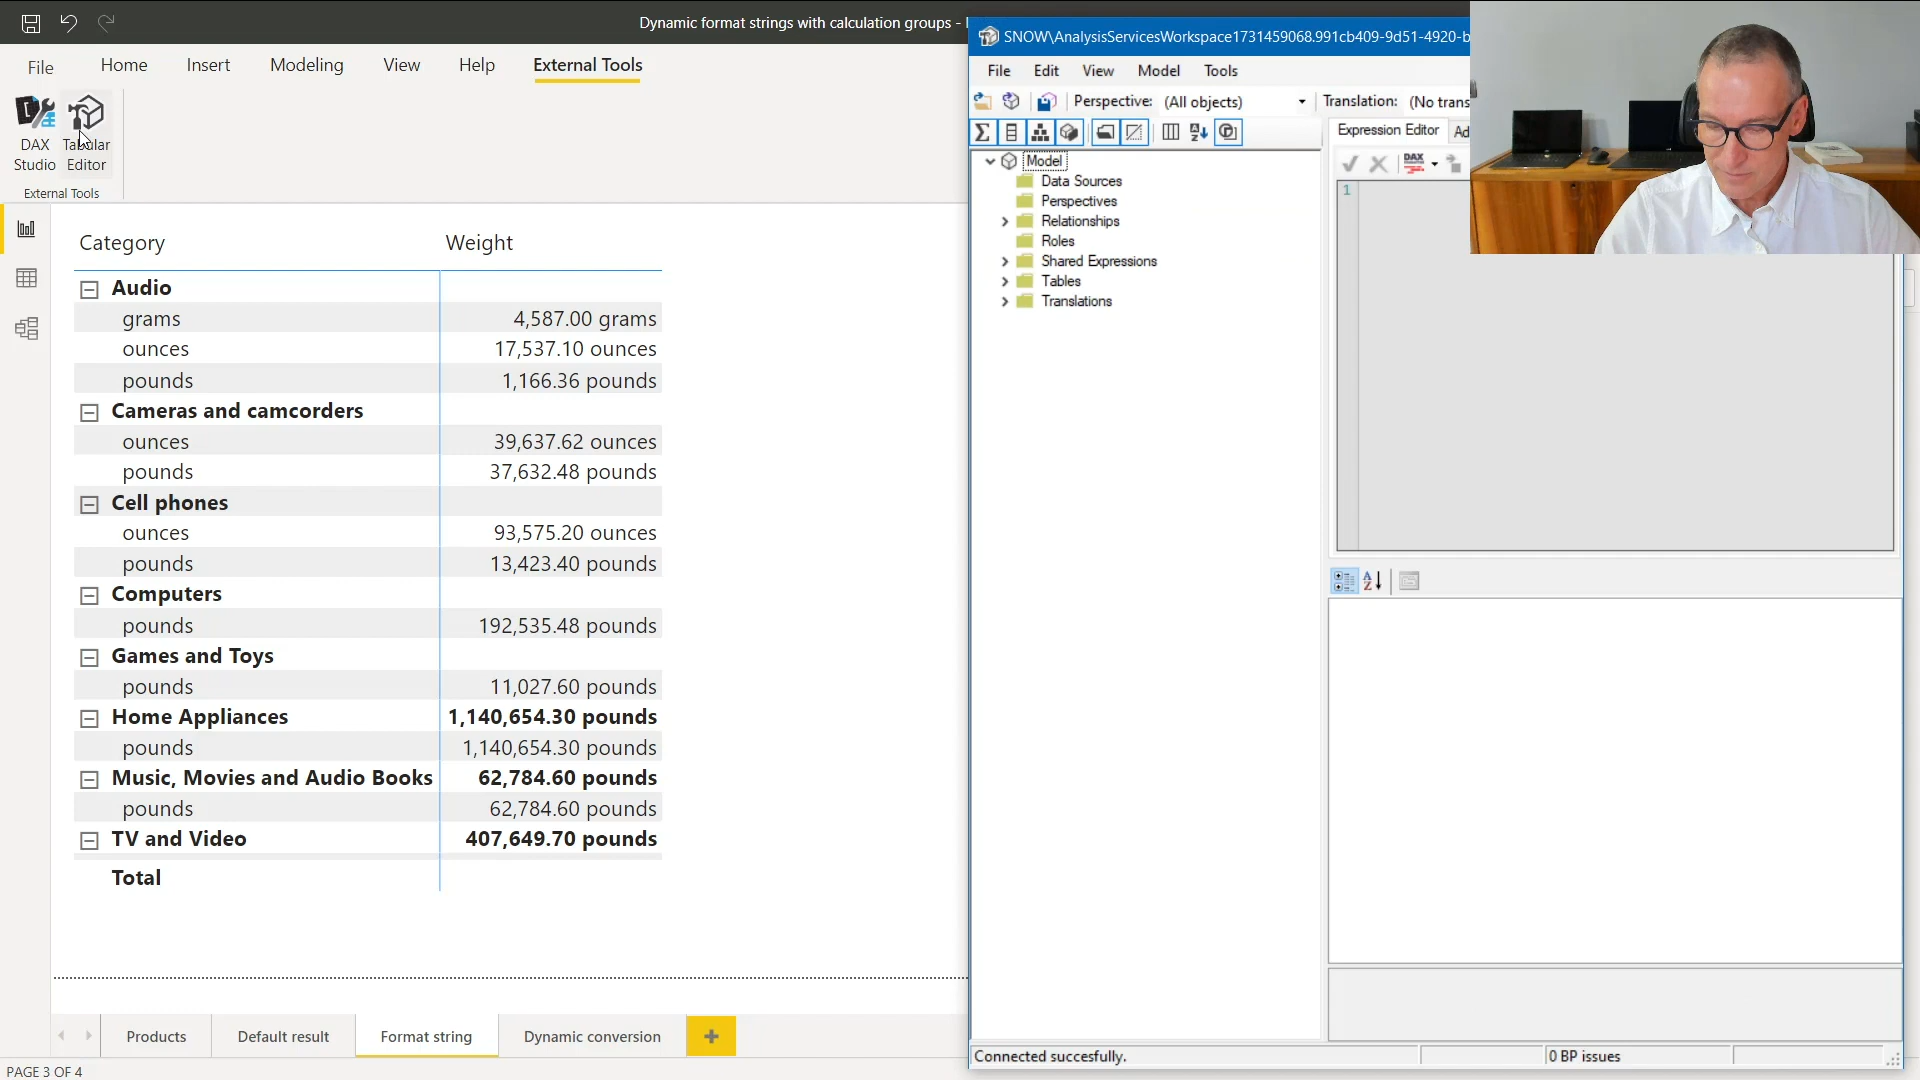 Dynamic format strings with calculation groups -
File
Home
Insert
Modeling
View
Help
External Tools
DAX
Studio
Tabular
Editor
External Tools
Category Weight
Audio
grams 4,587.00 grams
ounces 17,537.10 ounces
pounds 1,166.36 pounds
Cameras and camcorders
ounces 39,637.62 ounces
pounds 37,632.48 pounds
Cell phones
ounces 93,575.20 ounces
pounds 13,423.40 pounds
Computers
pounds 192,535.48 pounds
Games and Toys
pounds 11,027.60 pounds
Home Appliances 1,140,654.30 pounds
pounds 1,140,654.30 pounds
Music, Movies and Audio Books 62,784.60 pounds
pounds 62,784.60 pounds
TV and Video 407,649.70 pounds
Total
Products
Default result
Format string
Dynamic conversion
PAGE 3 OF 4
SNOW\AnalysisServicesWorkspace1731459068.991cb409-9d51-4920-b
File Edit View Model Tools
Perspective: (All objects) Translation: (No trans
Model
Data Sources
Perspectives
Relationships
Roles
Shared Expressions
Tables
Translations
Expression Editor Ad
DAX
1
Connected succesfully.
0 BP issues